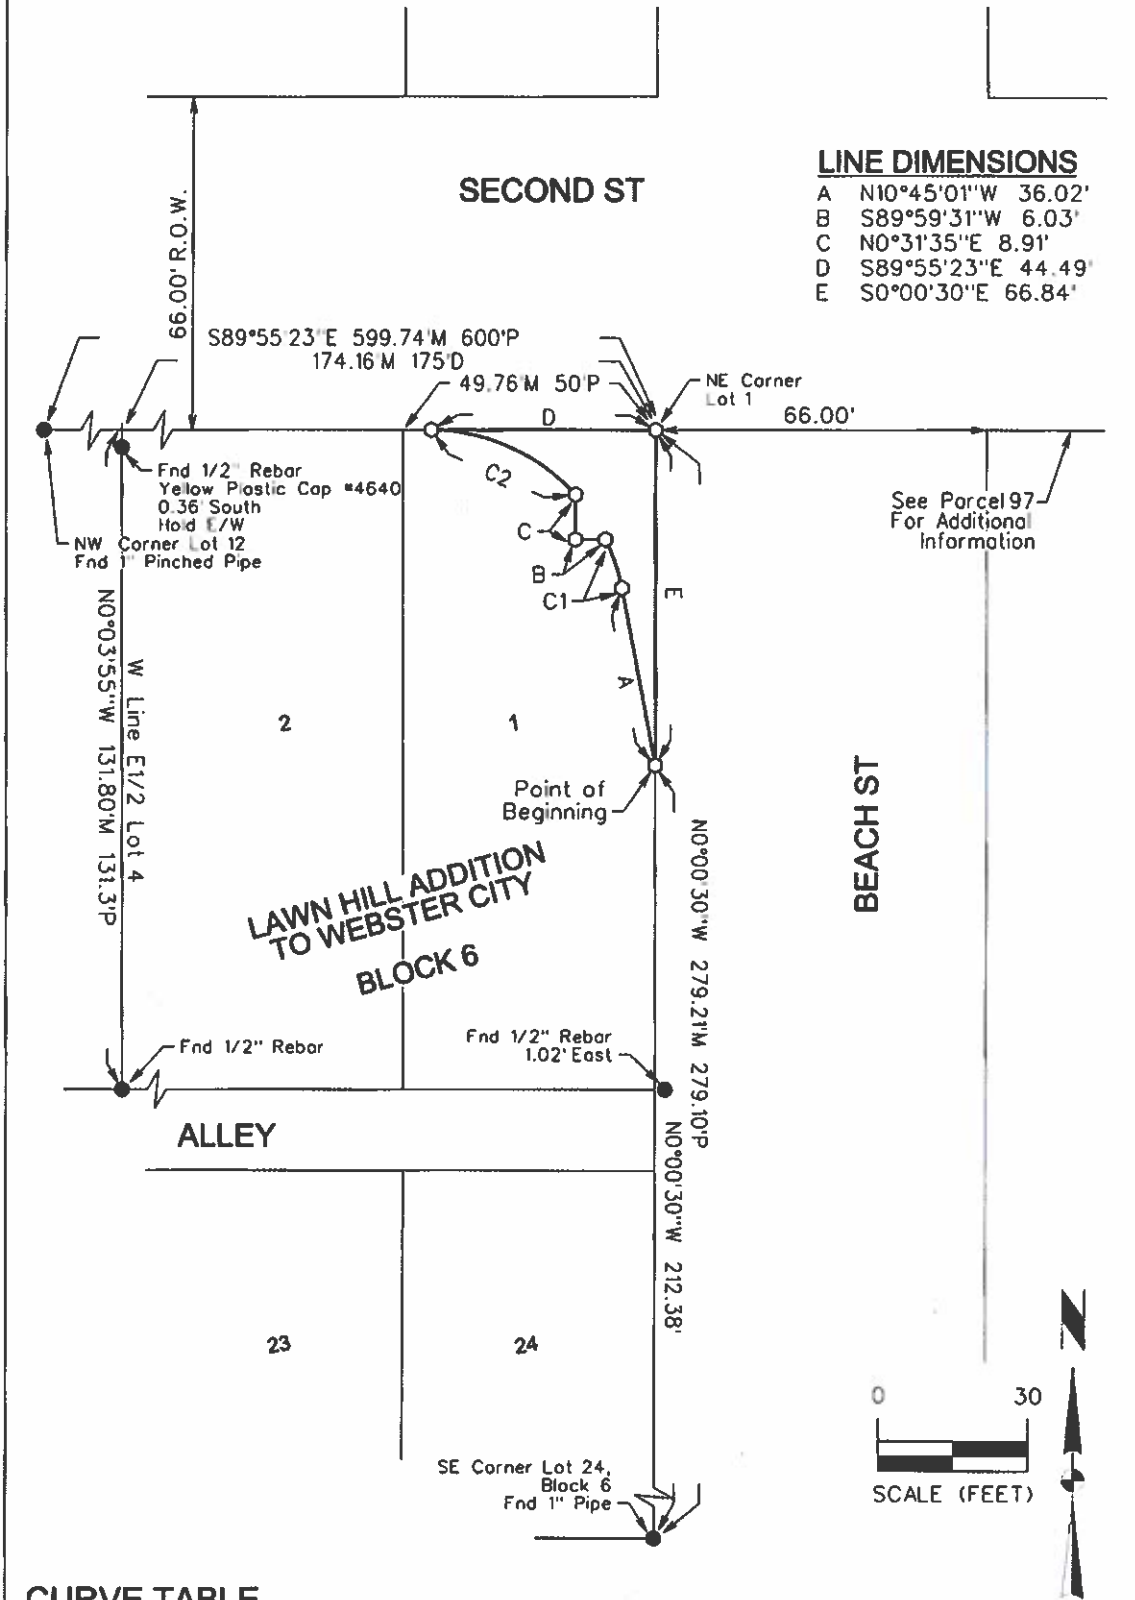 SECOND ST
66.00' R.O.W.
LINE DIMENSIONS
A N10°45'01"W 36.02'
B S89°59'31"W 6.03'
C N0°31'35"E 8.91'
D S89°55'23"E 44.49'
E S0°00'30"E 66.84'
S89°55'23"E 599.74'M 600'P
174.16'M 175'D
49.76'M 50'P
NE Corner
Lot 1
66.00'
D
C2
Fnd 1/2" Rebar
Yellow Plastic Cap #4640
0.36' South
Hold E/W
NW Corner Lot 12
Fnd 1" Pinched Pipe
See Parcel 97
For Additional
Information
C
B
C1
E
A
N0°03'55"W 131.80'M 131.3'P
W Line E1/2 Lot 4
2
1
Point of
Beginning
BEACH ST
LAWN HILL ADDITION
TO WEBSTER CITY
BLOCK 6
N0°00'30"W 279.21'M 279.10'P
Fnd 1/2" Rebar
Fnd 1/2" Rebar
1.02' East
ALLEY
N0°00'30"W 212.38'
23
24
N
0 30
SCALE (FEET)
SE Corner Lot 24,
Block 6
Fnd 1" Pipe
CURVE TABLE